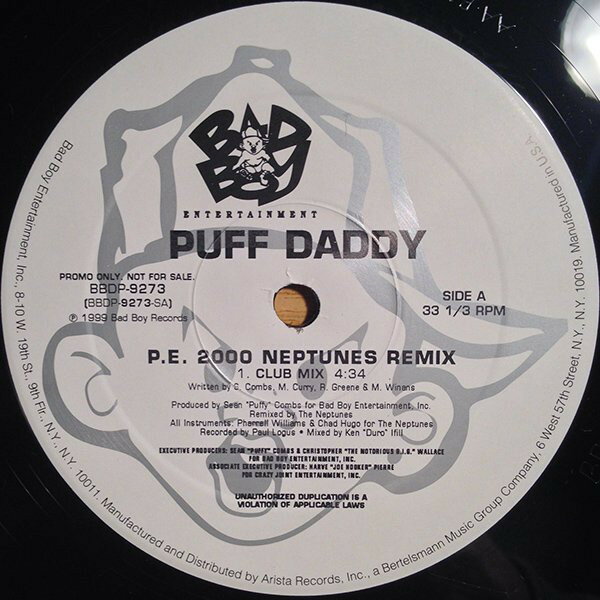 BAD
BOY
ENTERTAINMENT
PUFF DADDY
PROMO ONLY. NOT FOR SALE.
BBDP-9273
(BBDP-9273-SA)
℗ 1999 Bad Boy Records
SIDE A
33 1/3 RPM
P.E. 2000 NEPTUNES REMIX
1. CLUB MIX 4:34
Written by S. Combs, M. Curry, R. Greene & M. Winans
Produced by Sean "Puffy" Combs for Bad Boy Entertainment, Inc.
Remixed by The Neptunes
All Instruments: Pharrell Williams & Chad Hugo for The Neptunes
Recorded by Paul Logus • Mixed by Ken "Duro" Ifill
EXECUTIVE PRODUCERS: SEAN "PUFFY" COMBS & CHRISTOPHER "THE NOTORIOUS B.I.G." WALLACE
FOR BAD BOY ENTERTAINMENT, INC.
ASSOCIATE EXECUTIVE PRODUCER: HARVE "JOE HOOKER" PIERRE
FOR CRAZY JOINT ENTERTAINMENT, INC.
UNAUTHORIZED DUPLICATION IS A
VIOLATION OF APPLICABLE LAWS
Bad Boy Entertainment, Inc., 8-10 W. 19th St., 9th Flr., N.Y., N.Y. 10011. Manufactured and Distributed by Arista Records, Inc., a Bertelsmann Music Group Company, 6 West 57th Street, N.Y., N.Y. 10019. Manufactured in U.S.A.